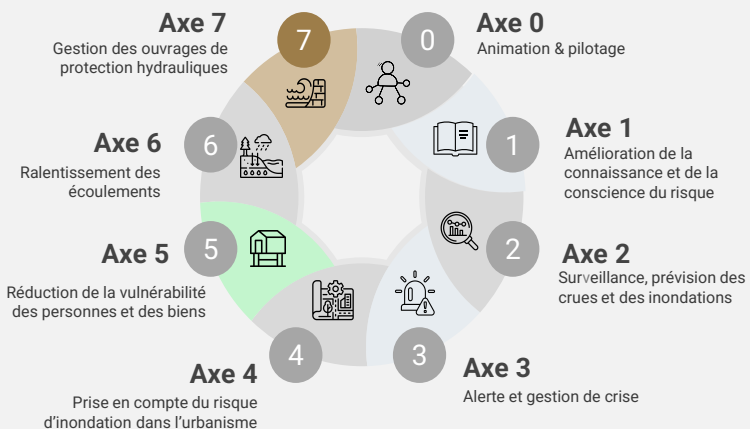 Axe 0
Animation & pilotage
0
Axe 1
Amélioration de la
connaissance et de la
conscience du risque
1
Axe 2
Surveillance, prévision des
crues et des inondations
2
Axe 3
Alerte et gestion de crise
3
Axe 4
Prise en compte du risque
d'inondation dans l'urbanisme
4
Axe 5
Réduction de la vulnérabilité
des personnes et des biens
5
Axe 6
Ralentissement des
écoulements
6
Axe 7
Gestion des ouvrages de
protection hydrauliques
7